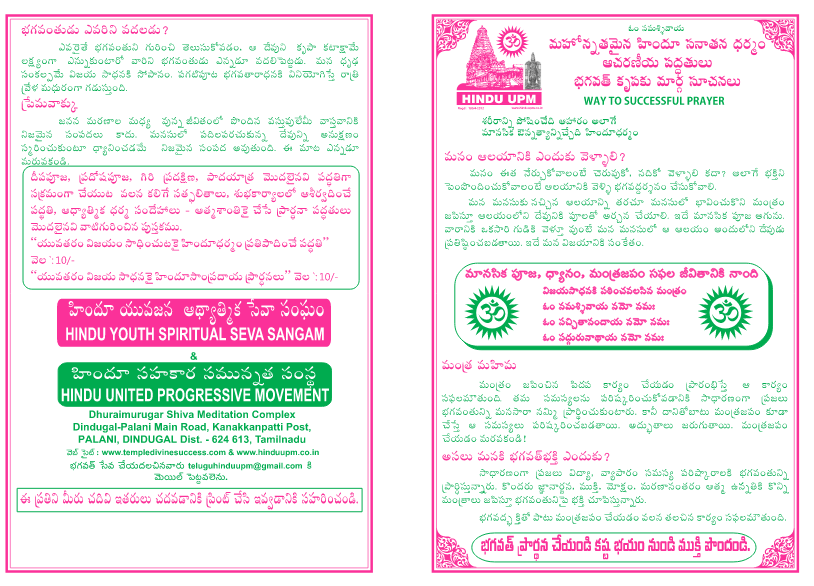 భగవంతుడు ఎవరిని వదలడు?
ఎవరైతే భగవంతుని గురించి తెలుసుకోవడం. ఆ దేవుని కృపా కటాక్షామే
లక్ష్యంగా ఎన్నుకుంటారో వారిని భగవంతుడు ఎన్నడూ వదలిపెట్టడు. మన ధృఢ
సంకల్పమే విజయ సాధనకే సోపానం. పగటిపూట భగవతారాధనకే వినియోగిస్తే రాత్రి
వేళ మధురంగా గడుస్తుంది.
ప్రేమవాక్కు
జనన మరణాల మధ్య వున్న జీవితంలో పొందిన వస్తువులేమీ వాస్తవానికి
నిజమైన సంపదలు కాదు. మనసులో పదిలపరచుకున్న దేవున్ని అనుక్షణం
స్మరించుకుంటూ ధ్యానించడమే నిజమైన సంపద అవుతుంది. ఈ మాట ఎన్నడూ
మరువకండి.
దీపపూజ, ప్రదోషపూజ, గిరి ప్రదక్షిణ, పాదయాత్ర మొదలైనవి పద్ధతిగా
సక్రమంగా చేయుట వలన కలిగే సత్ఫలితాలు, శుభకార్యాలలో ఆశీర్వదించే
పద్ధతి, ఆధ్యాత్మిక ధర్మ సందేహాలు - ఆత్మశాంతికై చేసే ప్రార్థనా పద్ధతులు
మొదలైనవి వాటిగురించిన పుస్తకము.
“యువతరం విజయం సాధించుటకై హిందూధర్మం ప్రతిపాదించే పద్ధతి”
వెల : 10/-
“యువతరం విజయ సాధనకై హిందూసాంప్రదాయ ప్రార్థనలు” వెల : 10/-
హిందూ యువజన ఆధ్యాత్మిక సేవా సంఘం
HINDU YOUTH SPIRITUAL SEVA SANGAM
&
హిందూ సహకార సమున్నత సంస్థ
HINDU UNITED PROGRESSIVE MOVEMENT
Dhuraimurugar Shiva Meditation Complex
Dindugal-Palani Main Road, Kanakkanpatti Post,
PALANI, DINDUGAL Dist. - 624 613, Tamilnadu
వెబ్ సైట్ : www.templedivinesuccess.com & www.hinduupm.co.in
భగవత్ సేవ చేయదలచినవారు teluguhinduupm@gmail.com కి
మెయిల్ పెట్టవలెను.
ఈ ప్రతిని మీరు చదివి ఇతరులు చదవడానికి ప్రింట్ చేసి ఇవ్వడానికి సహరించండి.
ఓం నమశ్శివాయ
మహోన్నతమైన హిందూ సనాతన ధర్మం
ఆచరణీయ పద్ధతులు
భగవత్ కృపకు మార్గ సూచనలు
HINDU UPM
WAY TO SUCCESSFUL PRAYER
శరీరాన్ని పోషించేది ఆహారం అలాగే
మానసిక ఔన్నత్యాన్నిచ్చేది హిందూధర్మం
మనం ఆలయానికి ఎందుకు వెళ్ళాలి?
మనం ఈత నేర్చుకోవాలంటే చెరువుకో, నదికో వెళ్ళాలి కదా? అలాగే భక్తిని
పెంపొందించుకోవాలంటే ఆలయానికి వెళ్ళి భగవద్దర్శనం చేసుకోవాలి.
మన మనసుకు నచ్చిన ఆలయాన్ని తరచూ మనసులో భావించుకొని మంత్రం
జపిస్తూ ఆలయంలోని దేవునికి పూలతో అర్చన చేయాలి. ఇదే మానసిక పూజ అగును.
వారానికి ఒకసారి గుడికి వెళ్తూ వుంటే మన మనసులో ఆ ఆలయం అందులోని దేవుడు
ప్రతిష్ఠించబడతాయి. ఇదే మన విజయానికి సంకేతం.
మానసిక పూజ, ధ్యానం, మంత్రజపం సఫల జీవితానికి నాంది
విజయసాధనకి పఠించవలసిన మంత్రం
ఓం నమశ్శివాయ నమో నమః
ఓం సచ్చితానందాయ నమో నమః
ఓం సద్గురునాథాయ నమో నమః
మంత్ర మహిమ
మంత్రం జపించిన పిదప కార్యం చేయడం ప్రారంభిస్తే ఆ కార్యం
సఫలమౌతుంది. తమ సమస్యలను పరిష్కరించుకోవడానికి సాధారణంగా ప్రజలు
భగవంతున్ని మనసారా నమ్మి ప్రార్థించుకుంటారు. కానీ దానితోబాటు మంత్రజపం కూడా
చేస్తే ఆ సమస్యలు పరిష్కరించబడతాయి. అద్భుతాలు జరుగుతాయి. మంత్రజపం
చేయడం మరవకండి!
అసలు మనకి భగవత్‌భక్తి ఎందుకు?
సాధారణంగా ప్రజలు విద్యా, వ్యాపారం సమస్య పరిష్కారాలకి భగవంతున్ని
ప్రార్థిస్తున్నారు. కొందరు జ్ఞానార్జన, ముక్తి, మోక్షం, మరణానంతరం ఆత్మ ఉన్నతికి కొన్ని
మంత్రాలు జపిస్తూ భగవంతునిపై భక్తి చూపిస్తున్నారు.
భగవద్భక్తితో పాటు మంత్రజపం చేయడం వలన తలచిన కార్యం సఫలమౌతుంది.
భగవత్ ప్రార్థన చేయండి కష్ట భయం నుండి ముక్తి పొందండి.